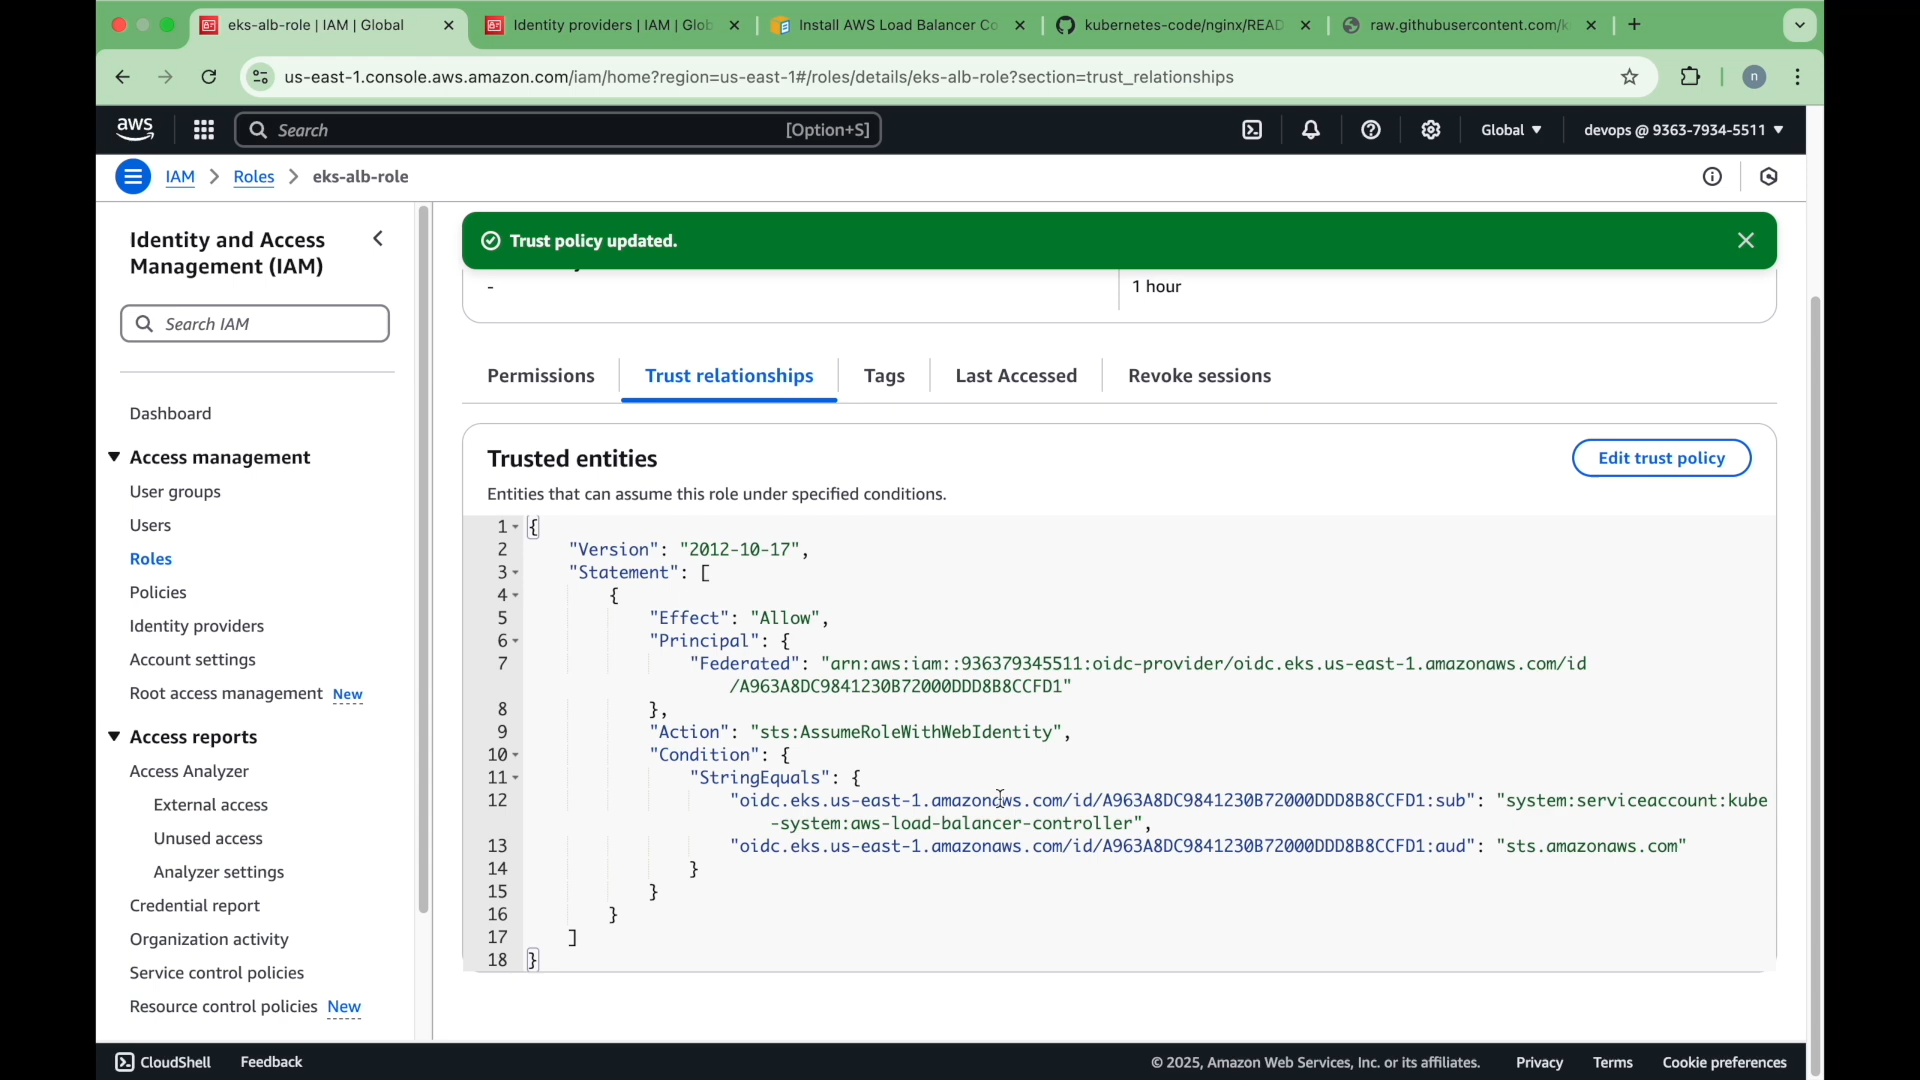 eks-alb-role | IAM | Global
Identity providers | IAM | Glob
Install AWS Load Balancer Co
kubernetes-code/nginx/READ
raw.githubusercontent.com/k
us-east-1.console.aws.amazon.com/iam/home?region=us-east-1#/roles/details/eks-alb-role?section=trust_relationships
n
aws
Search
[Option+S]
Global
devops @ 9363-7934-5511
IAM
Roles
eks-alb-role
Identity and Access
Management (IAM)
Search IAM
Dashboard
Access management
User groups
Users
Roles
Policies
Identity providers
Account settings
Root access management New
Access reports
Access Analyzer
External access
Unused access
Analyzer settings
Credential report
Organization activity
Service control policies
Resource control policies New
Trust policy updated.
-
1 hour
Permissions
Trust relationships
Tags
Last Accessed
Revoke sessions
Trusted entities
Edit trust policy
Entities that can assume this role under specified conditions.
1 {
2 "Version": "2012-10-17",
3 "Statement": [
4 {
5 "Effect": "Allow",
6 "Principal": {
7 "Federated": "arn:aws:iam::936379345511:oidc-provider/oidc.eks.us-east-1.amazonaws.com/id
/A963A8DC9841230B72000DDD8B8CCFD1"
8 },
9 "Action": "sts:AssumeRoleWithWebIdentity",
10 "Condition": {
11 "StringEquals": {
12 "oidc.eks.us-east-1.amazonaws.com/id/A963A8DC9841230B72000DDD8B8CCFD1:sub": "system:serviceaccount:kube
-system:aws-load-balancer-controller",
13 "oidc.eks.us-east-1.amazonaws.com/id/A963A8DC9841230B72000DDD8B8CCFD1:aud": "sts.amazonaws.com"
14 }
15 }
16 }
17 ]
18 }
CloudShell
Feedback
© 2025, Amazon Web Services, Inc. or its affiliates.
Privacy
Terms
Cookie preferences